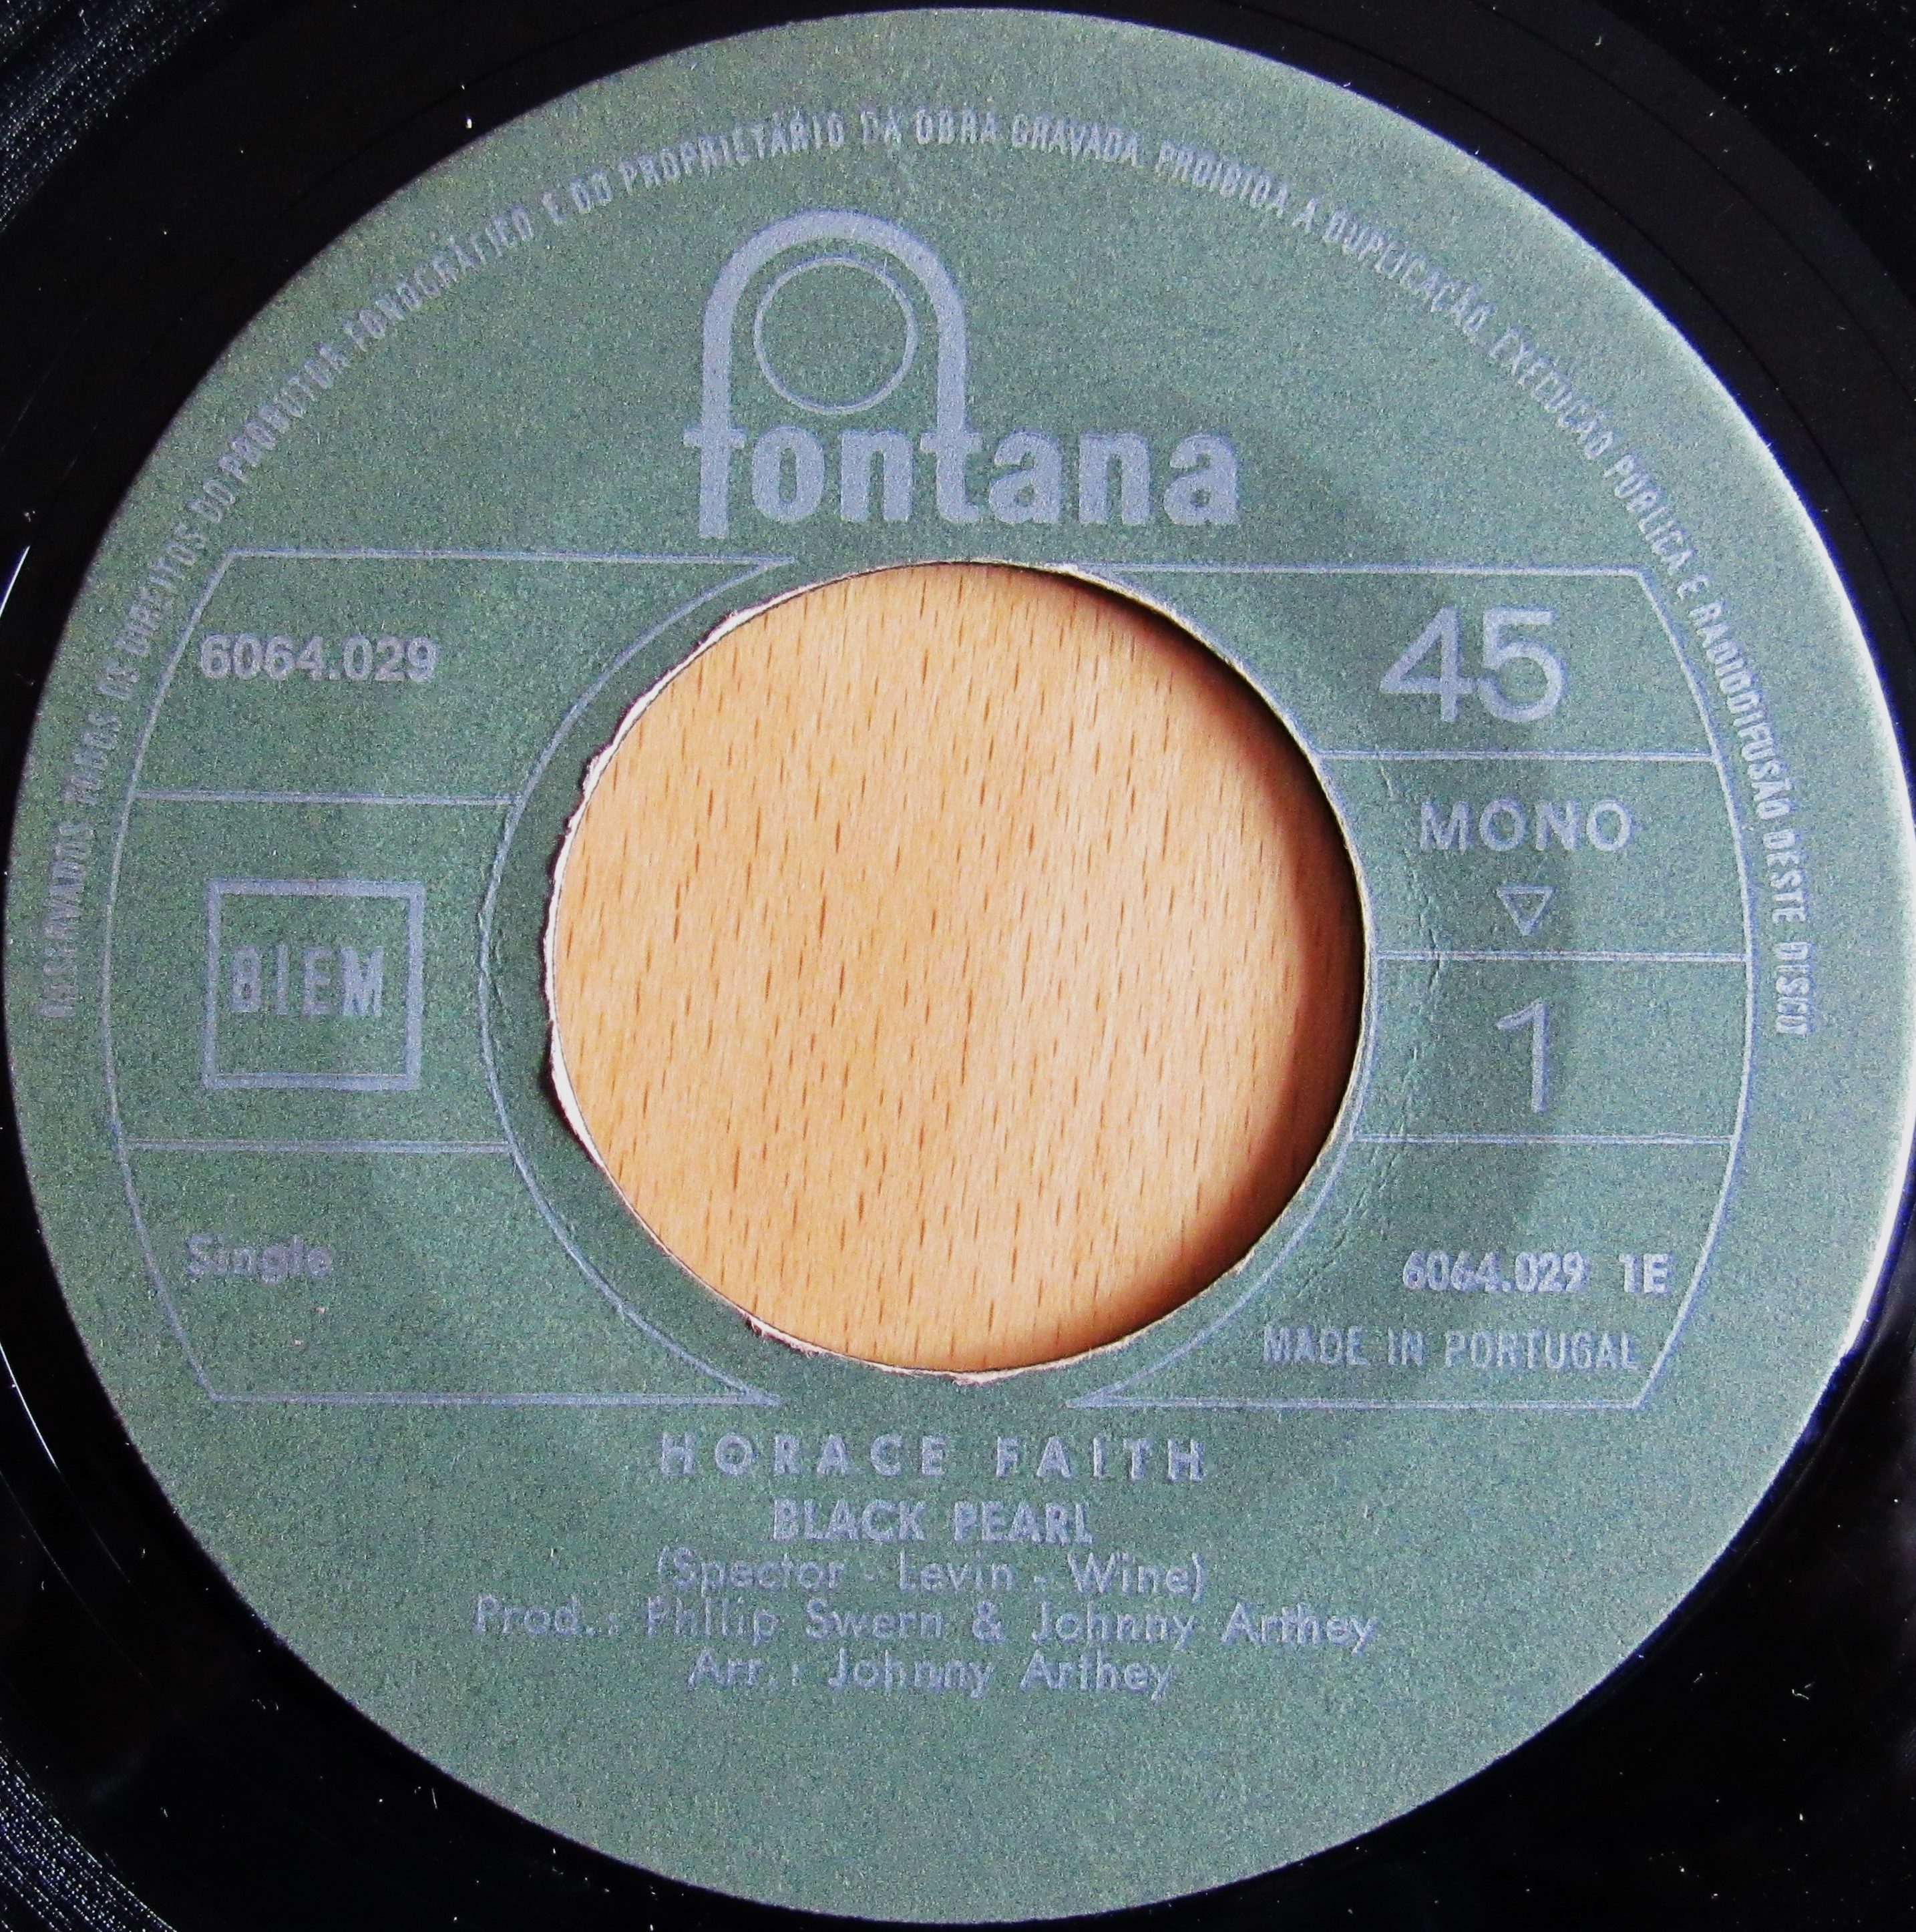 RESERVADOS TODOS OS DIREITOS DO PRODUTOR FONOGRÁFICO E DO PROPRIETÁRIO DA OBRA GRAVADA. PROIBIDA A DUPLICAÇÃO, EXECUÇÃO PÚBLICA E RADIODIFUSÃO DESTE DISCO
fontana
6064.029
45
MONO
BIEM
1
Single
6064.029 1E
MADE IN PORTUGAL
HORACE FAITH
BLACK PEARL
(Spector - Levin - Wine)
Prod.: Philip Swern & Johnny Arthey
Arr.: Johnny Arthey